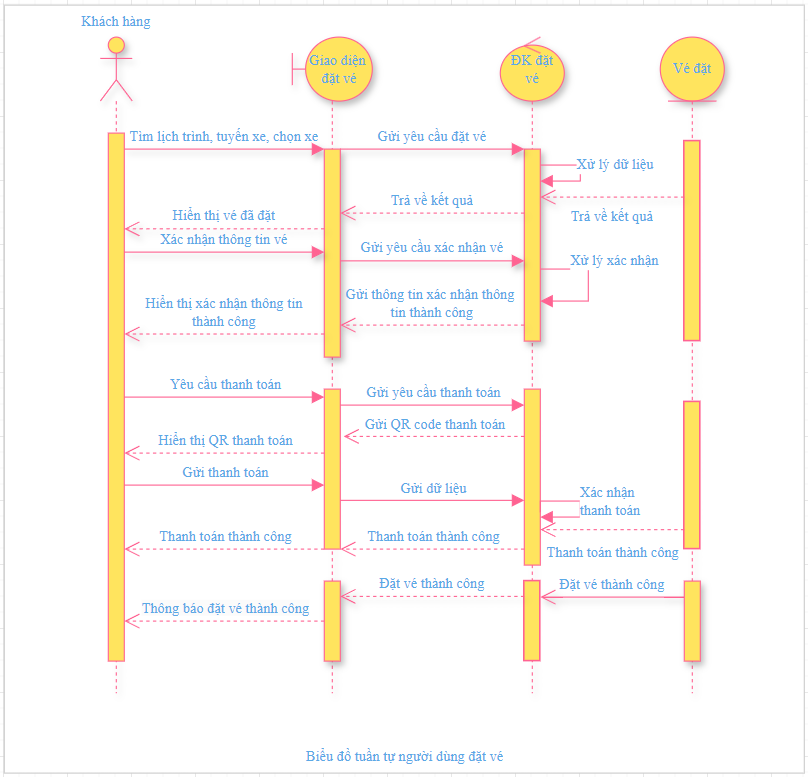 Khách hàng
Giao diện
đặt vé
ĐK đặt
vé
Vé đặt
Tìm lịch trình, tuyến xe, chọn xe
Gửi yêu cầu đặt vé
Xử lý dữ liệu
Trả về kết quả
Trả về kết quả
Hiển thị vé đã đặt
Xác nhận thông tin vé
Gửi yêu cầu xác nhận vé
Xử lý xác nhận
Gửi thông tin xác nhận thông
tin thành công
Hiển thị xác nhận thông tin
thành công
Yêu cầu thanh toán
Gửi yêu cầu thanh toán
Gửi QR code thanh toán
Hiển thị QR thanh toán
Gửi thanh toán
Gửi dữ liệu
Xác nhận
thanh toán
Thanh toán thành công
Thanh toán thành công
Thanh toán thành công
Đặt vé thành công
Đặt vé thành công
Thông báo đặt vé thành công
Biểu đồ tuần tự người dùng đặt vé